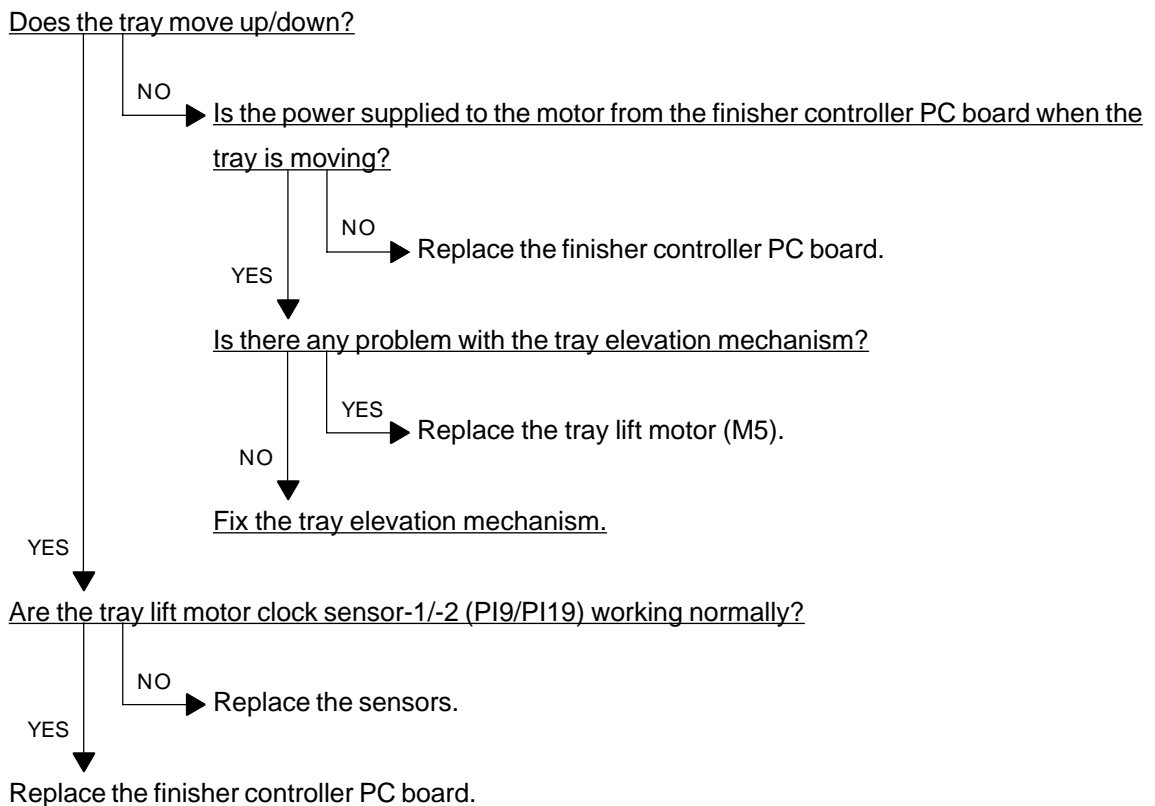 Does the tray move up/down?
NO
Is the power supplied to the motor from the finisher controller PC board when the
tray is moving?
NO
Replace the finisher controller PC board.
YES
Is there any problem with the tray elevation mechanism?
YES
Replace the tray lift motor (M5).
NO
Fix the tray elevation mechanism.
YES
Are the tray lift motor clock sensor-1/-2 (PI9/PI19) working normally?
NO
Replace the sensors.
YES
Replace the finisher controller PC board.